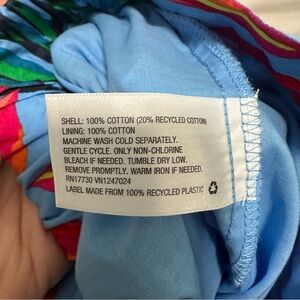 SHELL: 100% COTTON (20% RECYCLED COTTON)
LINING: 100% COTTON
MACHINE WASH COLD SEPARATELY.
GENTLE CYCLE. ONLY NON-CHLORINE
BLEACH IF NEEDED. TUMBLE DRY LOW.
REMOVE PROMPTLY. WARM IRON IF NEEDED.
RN17730 VN1247024
LABEL MADE FROM 100% RECYCLED PLASTIC